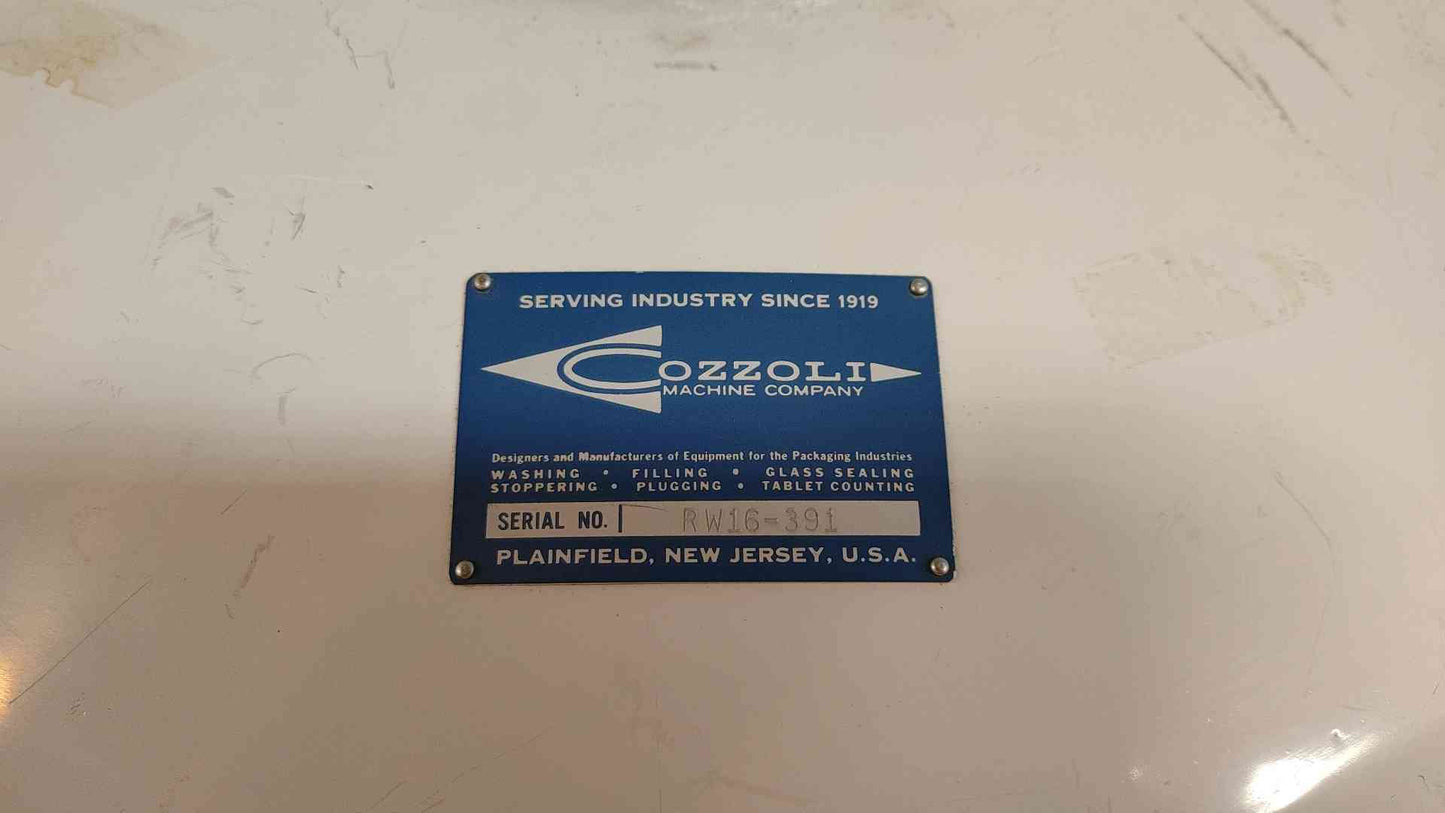 SERVING INDUSTRY SINCE 1919
COZZOLI
MACHINE COMPANY
Designers and Manufacturers of Equipment for the Packaging Industries
WASHING • FILLING • GLASS SEALING
STOPPERING • PLUGGING • TABLET COUNTING
SERIAL NO. RW16-391
PLAINFIELD, NEW JERSEY, U.S.A.